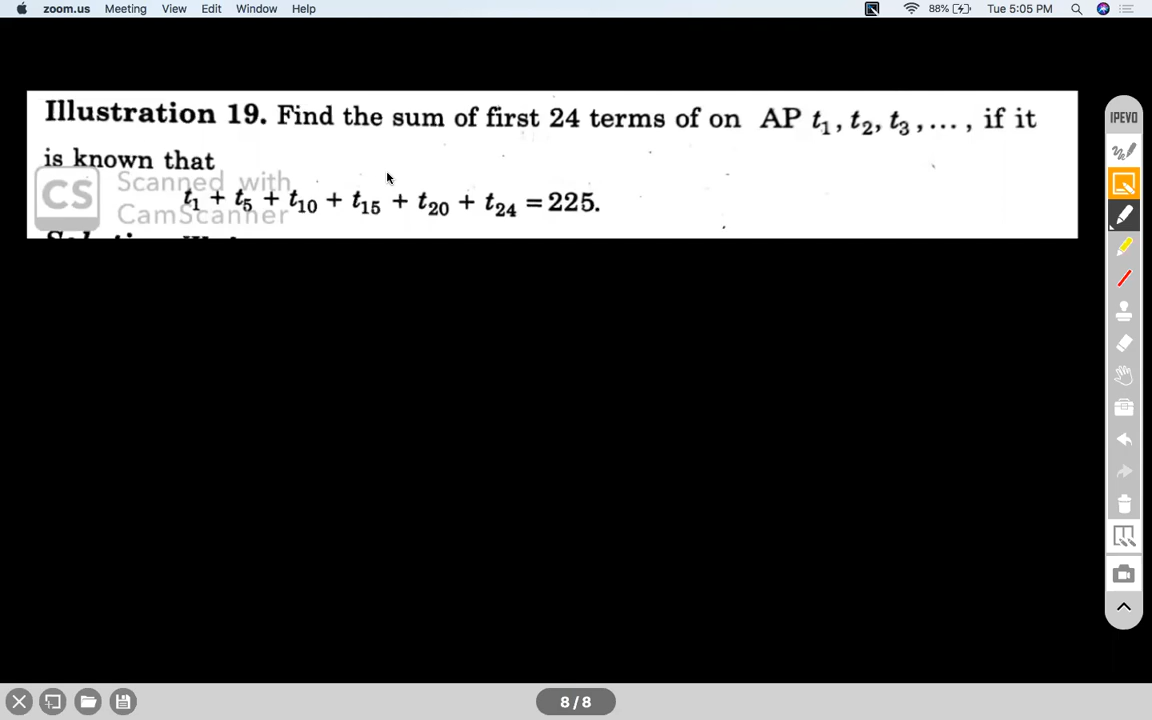 zoom.us Meeting View Edit Window Help 88% Tue 5:05 PM
Illustration 19. Find the sum of first 24 terms of on AP t₁, t₂, t₃, ..., if it
is known that
t₁ + t₅ + t₁₀ + t₁₅ + t₂₀ + t₂₄ = 225.
CS Scanned with
CamScanner
IPEVO
8 / 8